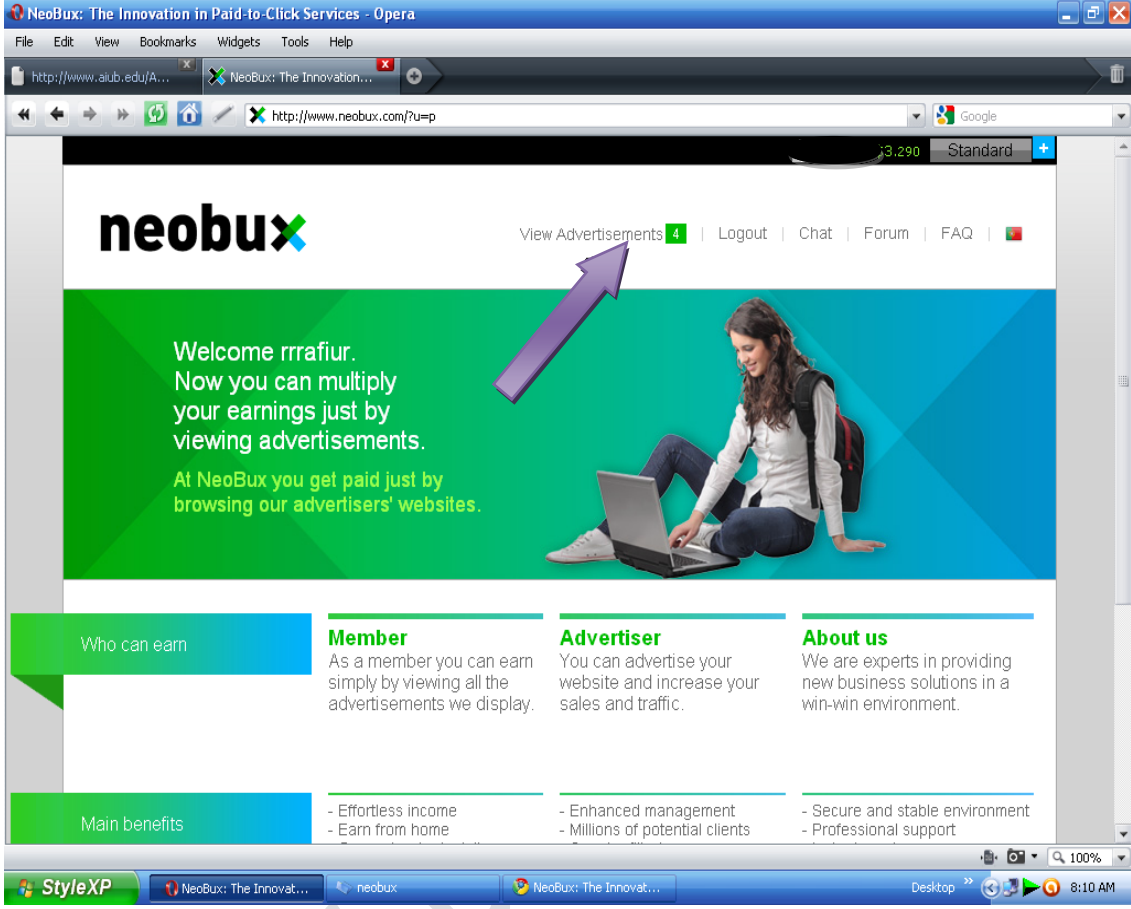 NeoBux: The Innovation in Paid-to-Click Services - Opera
File Edit View Bookmarks Widgets Tools Help
http://www.aiub.edu/A... NeoBux: The Innovation...
http://www.neobux.com/?u=p Google
3.290 Standard +
neobux
View Advertisements 4 | Logout | Chat | Forum | FAQ |
Welcome rrrafiur.
Now you can multiply
your earnings just by
viewing advertisements.
At NeoBux you get paid just by
browsing our advertisers' websites.
Who can earn
Member
As a member you can earn
simply by viewing all the
advertisements we display.
Advertiser
You can advertise your
website and increase your
sales and traffic.
About us
We are experts in providing
new business solutions in a
win-win environment.
Main benefits
- Effortless income
- Earn from home
- Enhanced management
- Millions of potential clients
- Secure and stable environment
- Professional support
100%
StyleXP NeoBux: The Innovat... neobux NeoBux: The Innovat... Desktop » 8:10 AM